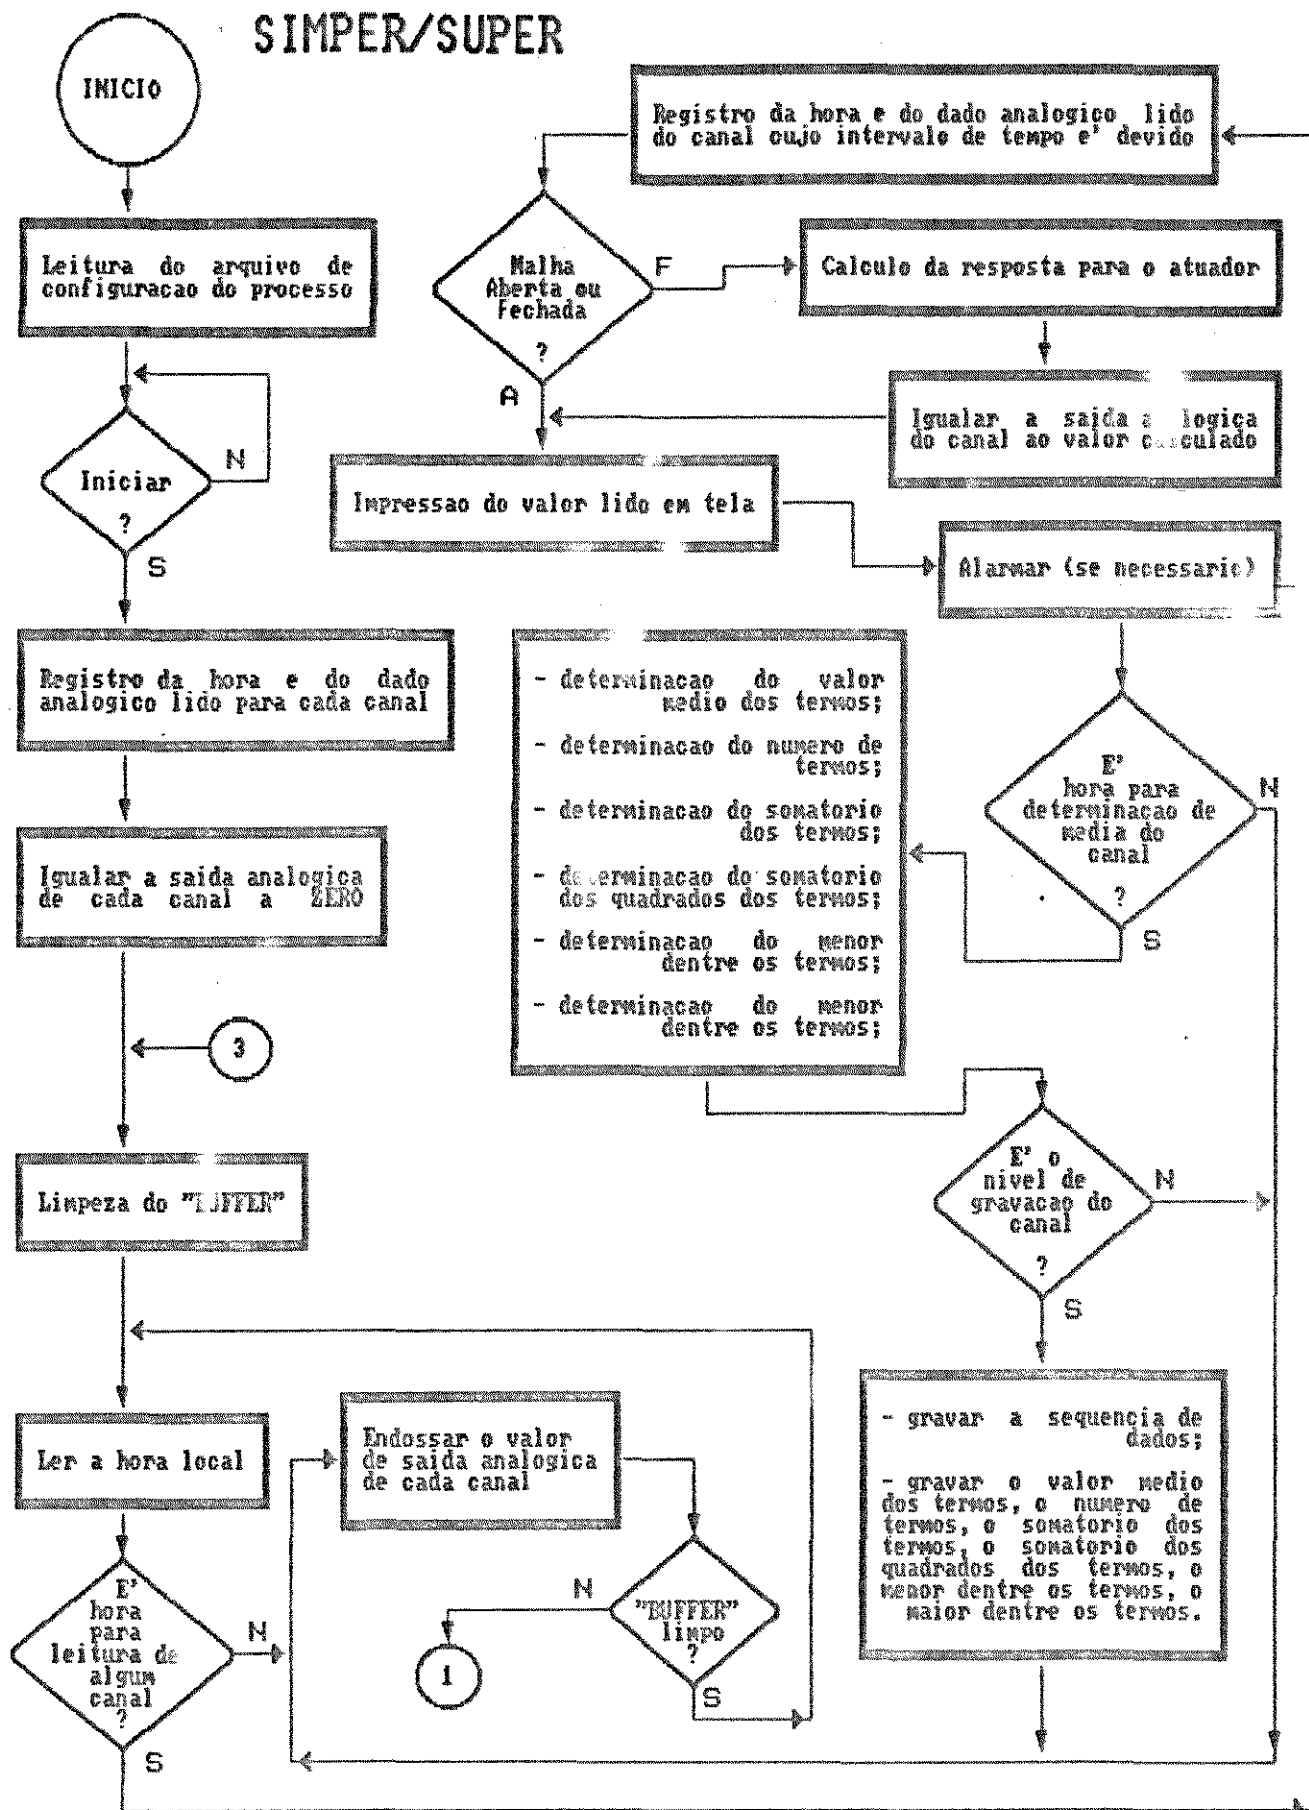 SIMPER/SUPER
INICIO
Leitura do arquivo de
configuracao do processo
Iniciar
?
N
S
Registro da hora e do dado
analogico lido para cada canal
Igualar a saida analogica
de cada canal a ZERO
3
Limpeza do "BUFFER"
Ler a hora local
E'
hora
para
leitura de
algum
canal
?
N
S
Endossar o valor
de saida analogica
de cada canal
"BUFFER"
limpo
?
N
S
1
Registro da hora e do dado analogico lido
do canal cujo intervalo de tempo e' devido
Malha
Aberta ou
Fechada
?
F
A
Calculo da resposta para o atuador
Igualar a saida a logica
do canal ao valor calculado
Impressao do valor lido em tela
Alarmar (se necessario)
E'
hora para
determinacao de
media do
canal
?
N
S
- determinacao do valor
medio dos termos;
- determinacao do numero de
termos;
- determinacao do somatorio
dos termos;
- determinacao do somatorio
dos quadrados dos termos;
- determinacao do menor
dentre os termos;
- determinacao do menor
dentre os termos;
E' o
nivel de
gravacao do
canal
?
N
S
- gravar a sequencia de
dados;
- gravar o valor medio
dos termos, o numero de
termos, o somatorio dos
termos, o somatorio dos
quadrados dos termos, o
menor dentre os termos, o
maior dentre os termos.